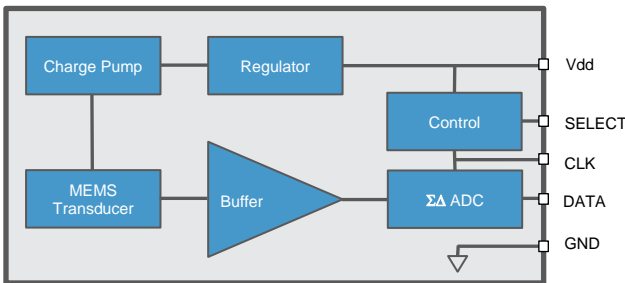 Charge Pump
Regulator
Vdd
Control
SELECT
CLK
MEMS
Transducer
Buffer
ΣΔ ADC
DATA
GND